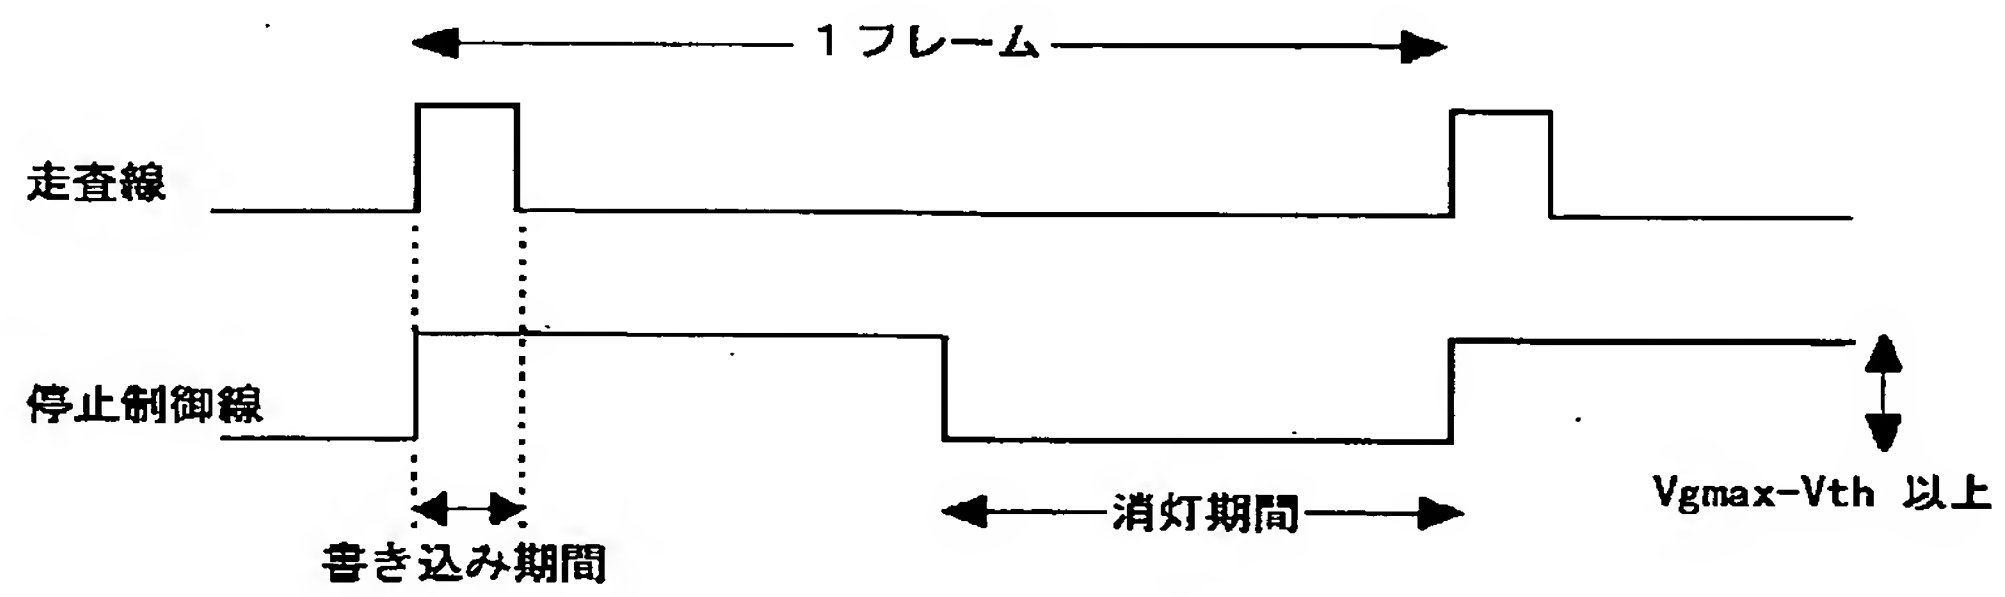 1フレーム
走査線
停止制御線
Vgmax-Vth 以上
消灯期間
書き込み期間